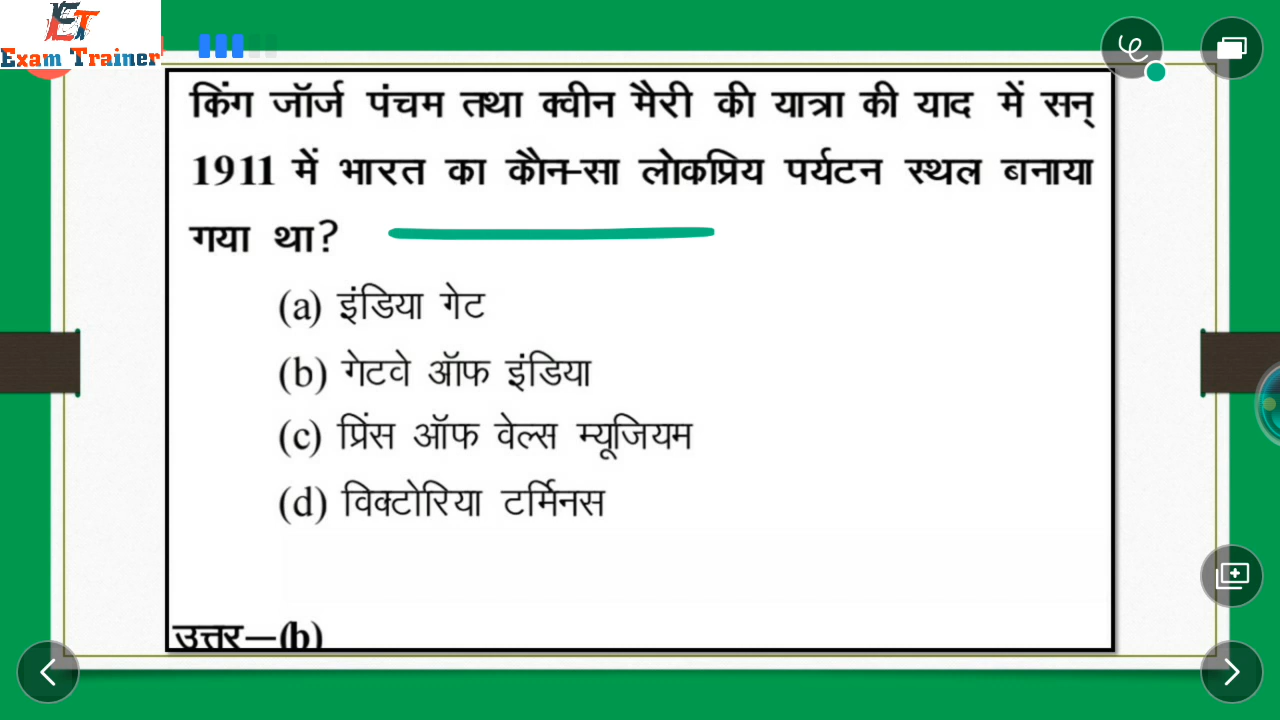 ET
Exam Trainer
किंग जॉर्ज पंचम तथा क्वीन मैरी की यात्रा की याद में सन्
1911 में भारत का कौन-सा लोकप्रिय पर्यटन स्थल बनाया
गया था?
(a) इंडिया गेट
(b) गेटवे ऑफ इंडिया
(c) प्रिंस ऑफ वेल्स म्यूजियम
(d) विक्टोरिया टर्मिनस
उत्तर–(b)